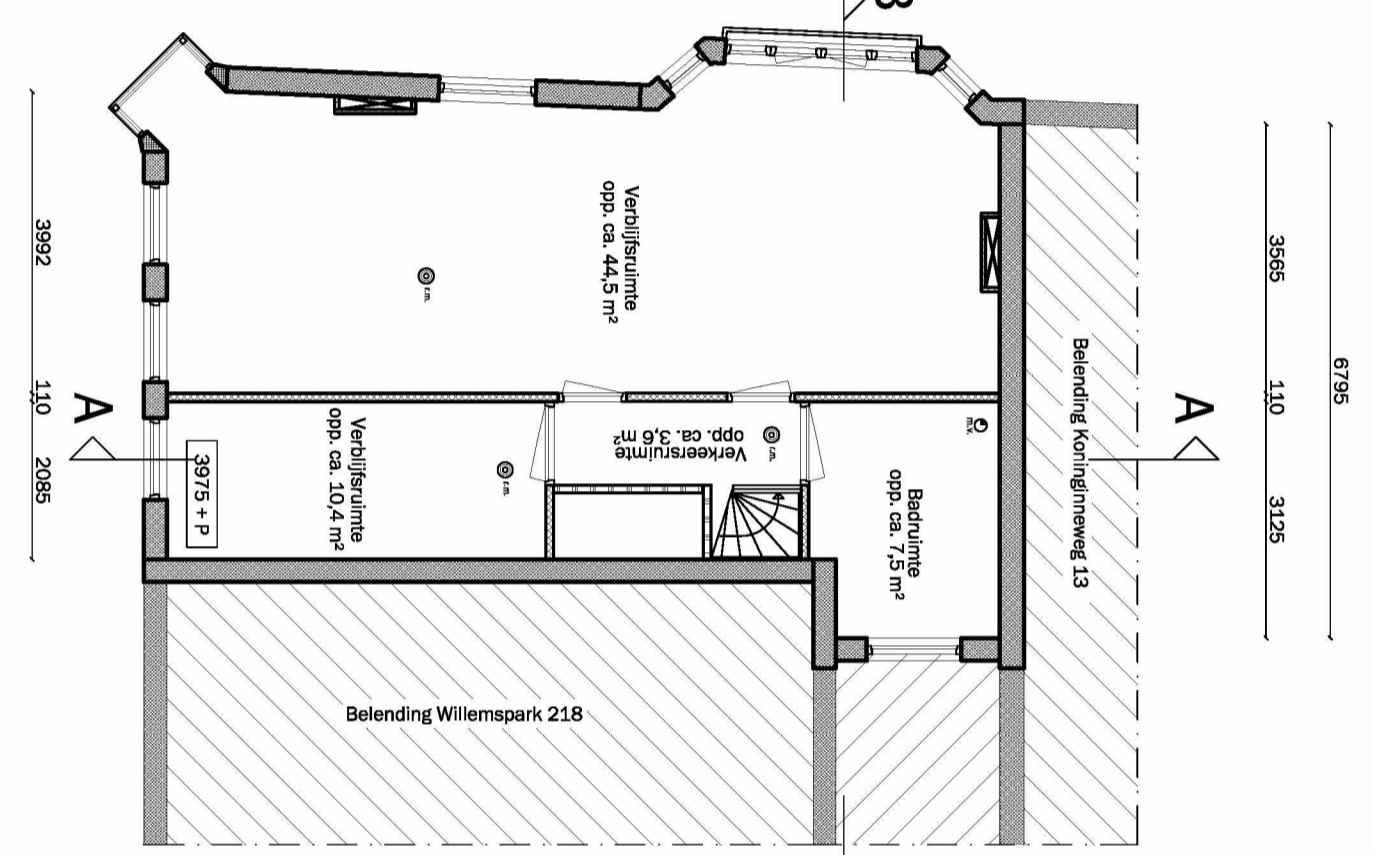 B
Verblijfsruimte
opp. ca. 44,5 m²
r.m.
3992
110
2085
A
3975 + P
Verblijfsruimte
opp. ca. 10,4 m²
r.m.
Verkeersruimte
opp. ca. 3,6 m²
r.m.
m.v.
Badruimte
opp. ca. 7,5 m²
Belending Koninginneweg 13
A
3565
110
3125
6795
Belending Willemspark 218